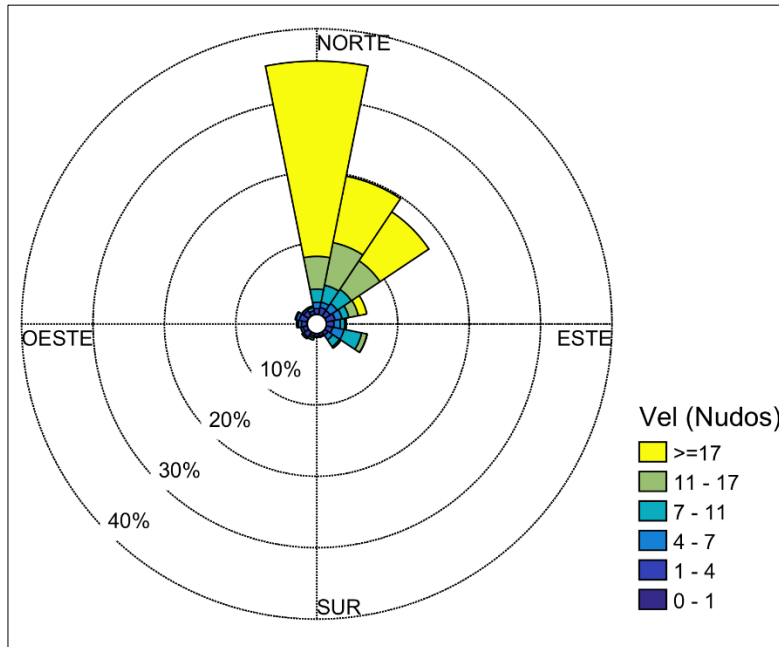 NORTE
OESTE
ESTE
10%
20%
30%
40%
SUR
Vel (Nudos)
>=17
11 - 17
7 - 11
4 - 7
1 - 4
0 - 1